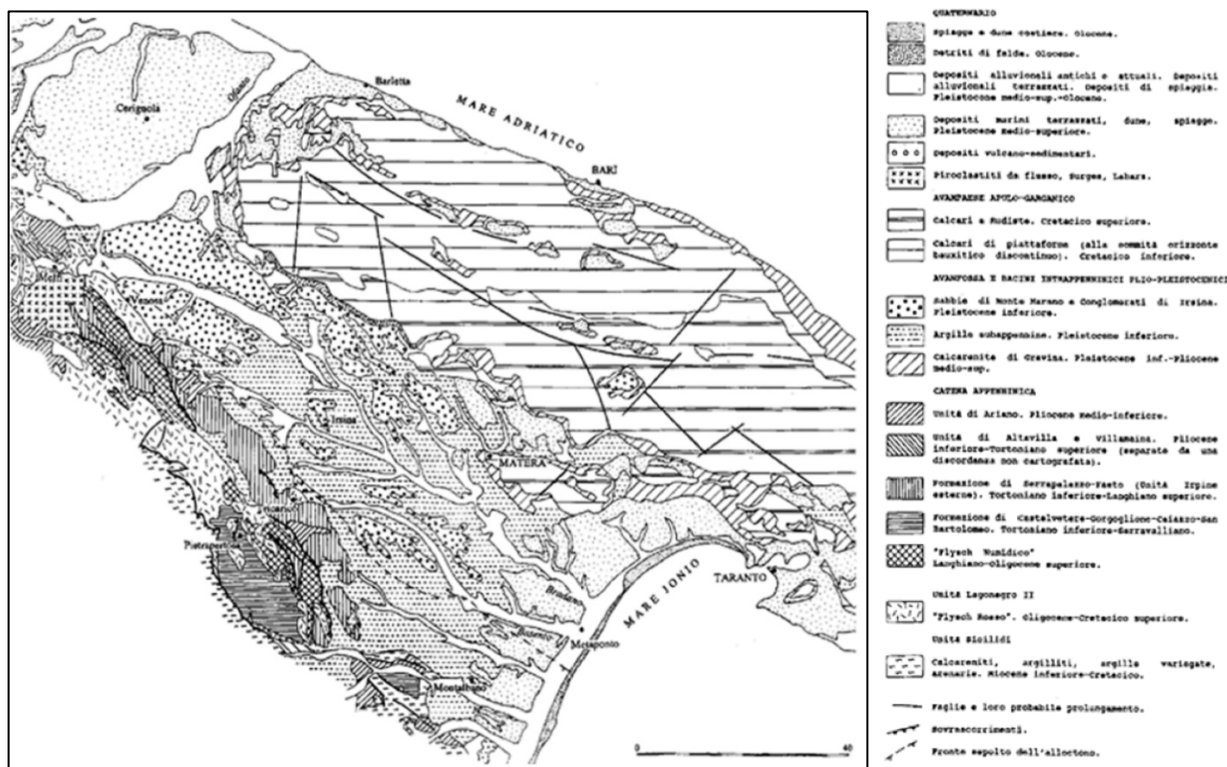 Cerignola
Ofanto
Barletta
MARE ADRIATICO
BARI
Melfi
Venosa
Irsina
MATERA
Pietrapertosa
TARANTO
MARE JONIO
Bradano
Basento
Metaponto
Montalbano
0 40
QUATERNARIO
Spiagge e dune costiere. Olocene.
Detriti di falda. Olocene.
Depositi alluvionali antichi e attuali. Depositi
alluvionali terrazzati. Depositi di spiaggia.
Pleistocene medio-sup.-Olocene.
Depositi marini terrazzati, dune, spiagge.
Pleistocene medio-superiore.
Depositi vulcano-sedimentari.
Piroclastiti da flusso, Surges, Lahars.
AVAMPAESE APULO-GARGANICO
Calcari a Rudiste. Cretacico superiore.
Calcari di piattaforma (alla sommità orizzonte
bauxitico discontinuo). Cretacico inferiore.
AVANFOSSA E BACINI INTRAPPENNINICI PLIO-PLEISTOCENICI
Sabbie di Monte Marano e Conglomerati di Irsina.
Pleistocene inferiore.
Argille subappennine. Pleistocene inferiore.
Calcarenite di Gravina. Pleistocene inf.-Pliocene
medio-sup.
CATENA APPENNINICA
Unità di Ariano. Pliocene medio-inferiore.
Unità di Altavilla e Villamaina. Pliocene
inferiore-Tortoniano superiore (separate da una
discordanza non cartografata).
Formazione di Serrapalazzo-Faeto (Unità Irpine
esterne). Tortoniano inferiore-Langhiano superiore.
Formazione di Castelvetere-Gorgoglione-Caiazzo-San
Bartolomeo. Tortoniano inferiore-Serravalliano.
"Flysch Numidico"
Langhiano-Oligocene superiore.
Unità Lagonegro II
"Flysch Rosso". Oligocene-Cretacico superiore.
Unità Sicilidi
Calcareniti, argilliti, argille variegate,
arenarie. Miocene inferiore-Cretacico.
Faglie e loro probabile prolungamento.
Sovrascorrimenti.
Fronte sepolto dell'alloctono.